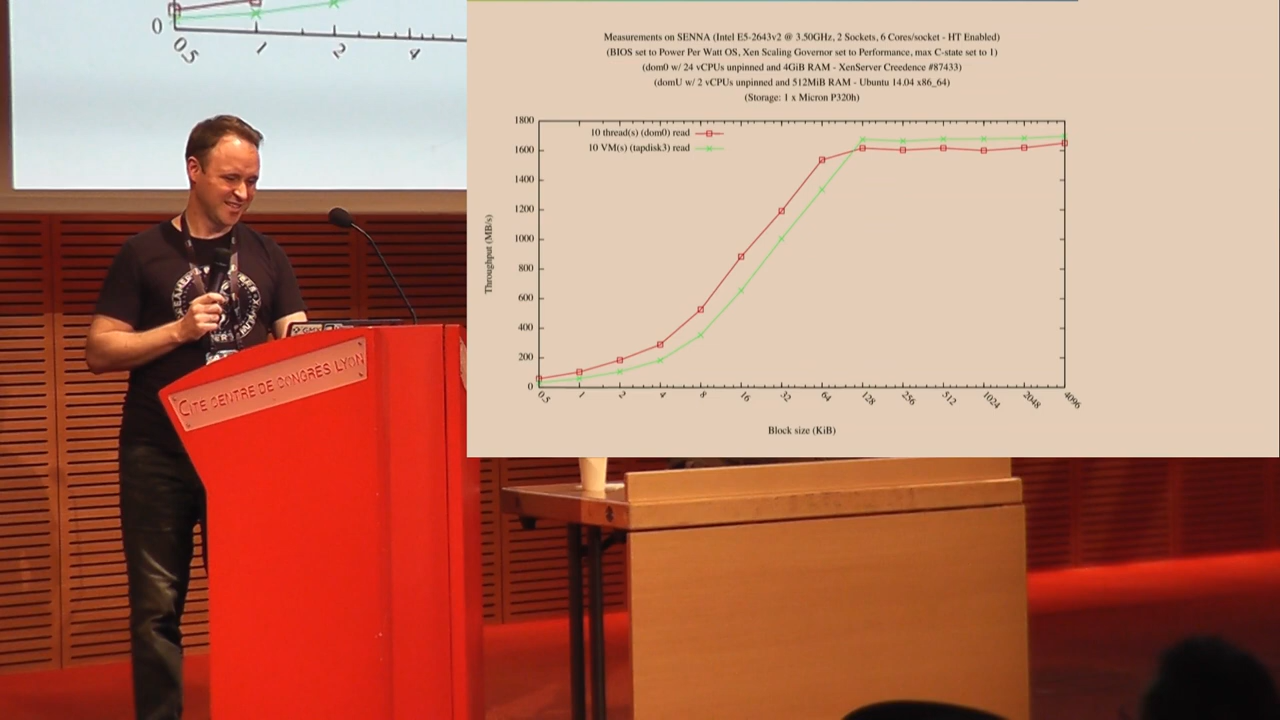 0
0.5
1
2
4
CITE CENTRE DE CONGRÈS LYON
Measurements on SENNA (Intel E5-2643v2 @ 3.50GHz, 2 Sockets, 6 Cores/socket - HT Enabled)
(BIOS set to Power Per Watt OS, Xen Scaling Governor set to Performance, max C-state set to 1)
(dom0 w/ 24 vCPUs unpinned and 4GiB RAM - XenServer Creedence #87433)
(domU w/ 2 vCPUs unpinned and 512MiB RAM - Ubuntu 14.04 x86_64)
(Storage: 1 x Micron P320h)
10 thread(s) (dom0) read
10 VM(s) (tapdisk3) read
Throughput (MB/s)
1800
1600
1400
1200
1000
800
600
400
200
0
0.5 1 2 4 8 16 32 64 128 256 512 1024 2048 4096
Block size (KiB)